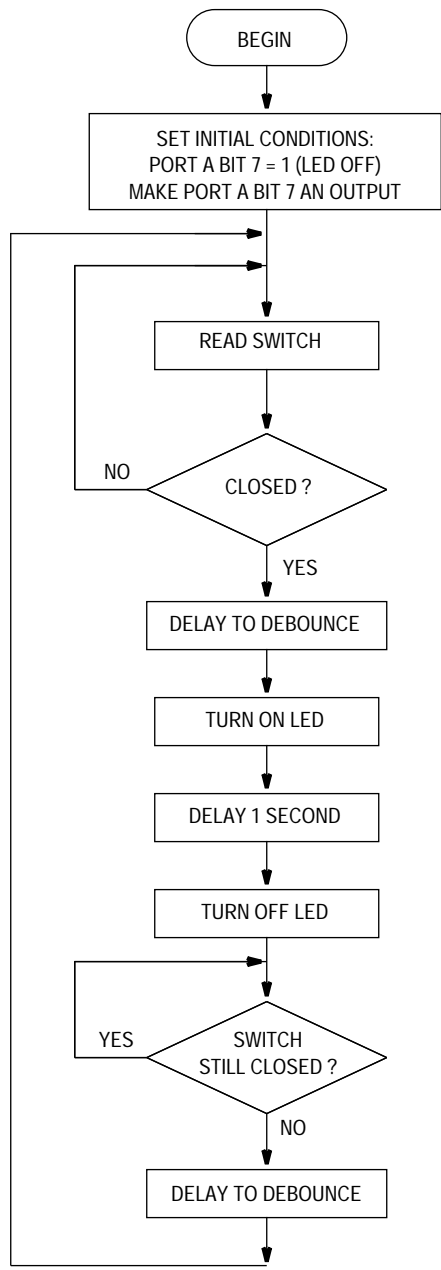 BEGIN
SET INITIAL CONDITIONS:
PORT A BIT 7 = 1 (LED OFF)
MAKE PORT A BIT 7 AN OUTPUT
READ SWITCH
NO
CLOSED ?
YES
DELAY TO DEBOUNCE
TURN ON LED
DELAY 1 SECOND
TURN OFF LED
YES
SWITCH
STILL CLOSED ?
NO
DELAY TO DEBOUNCE